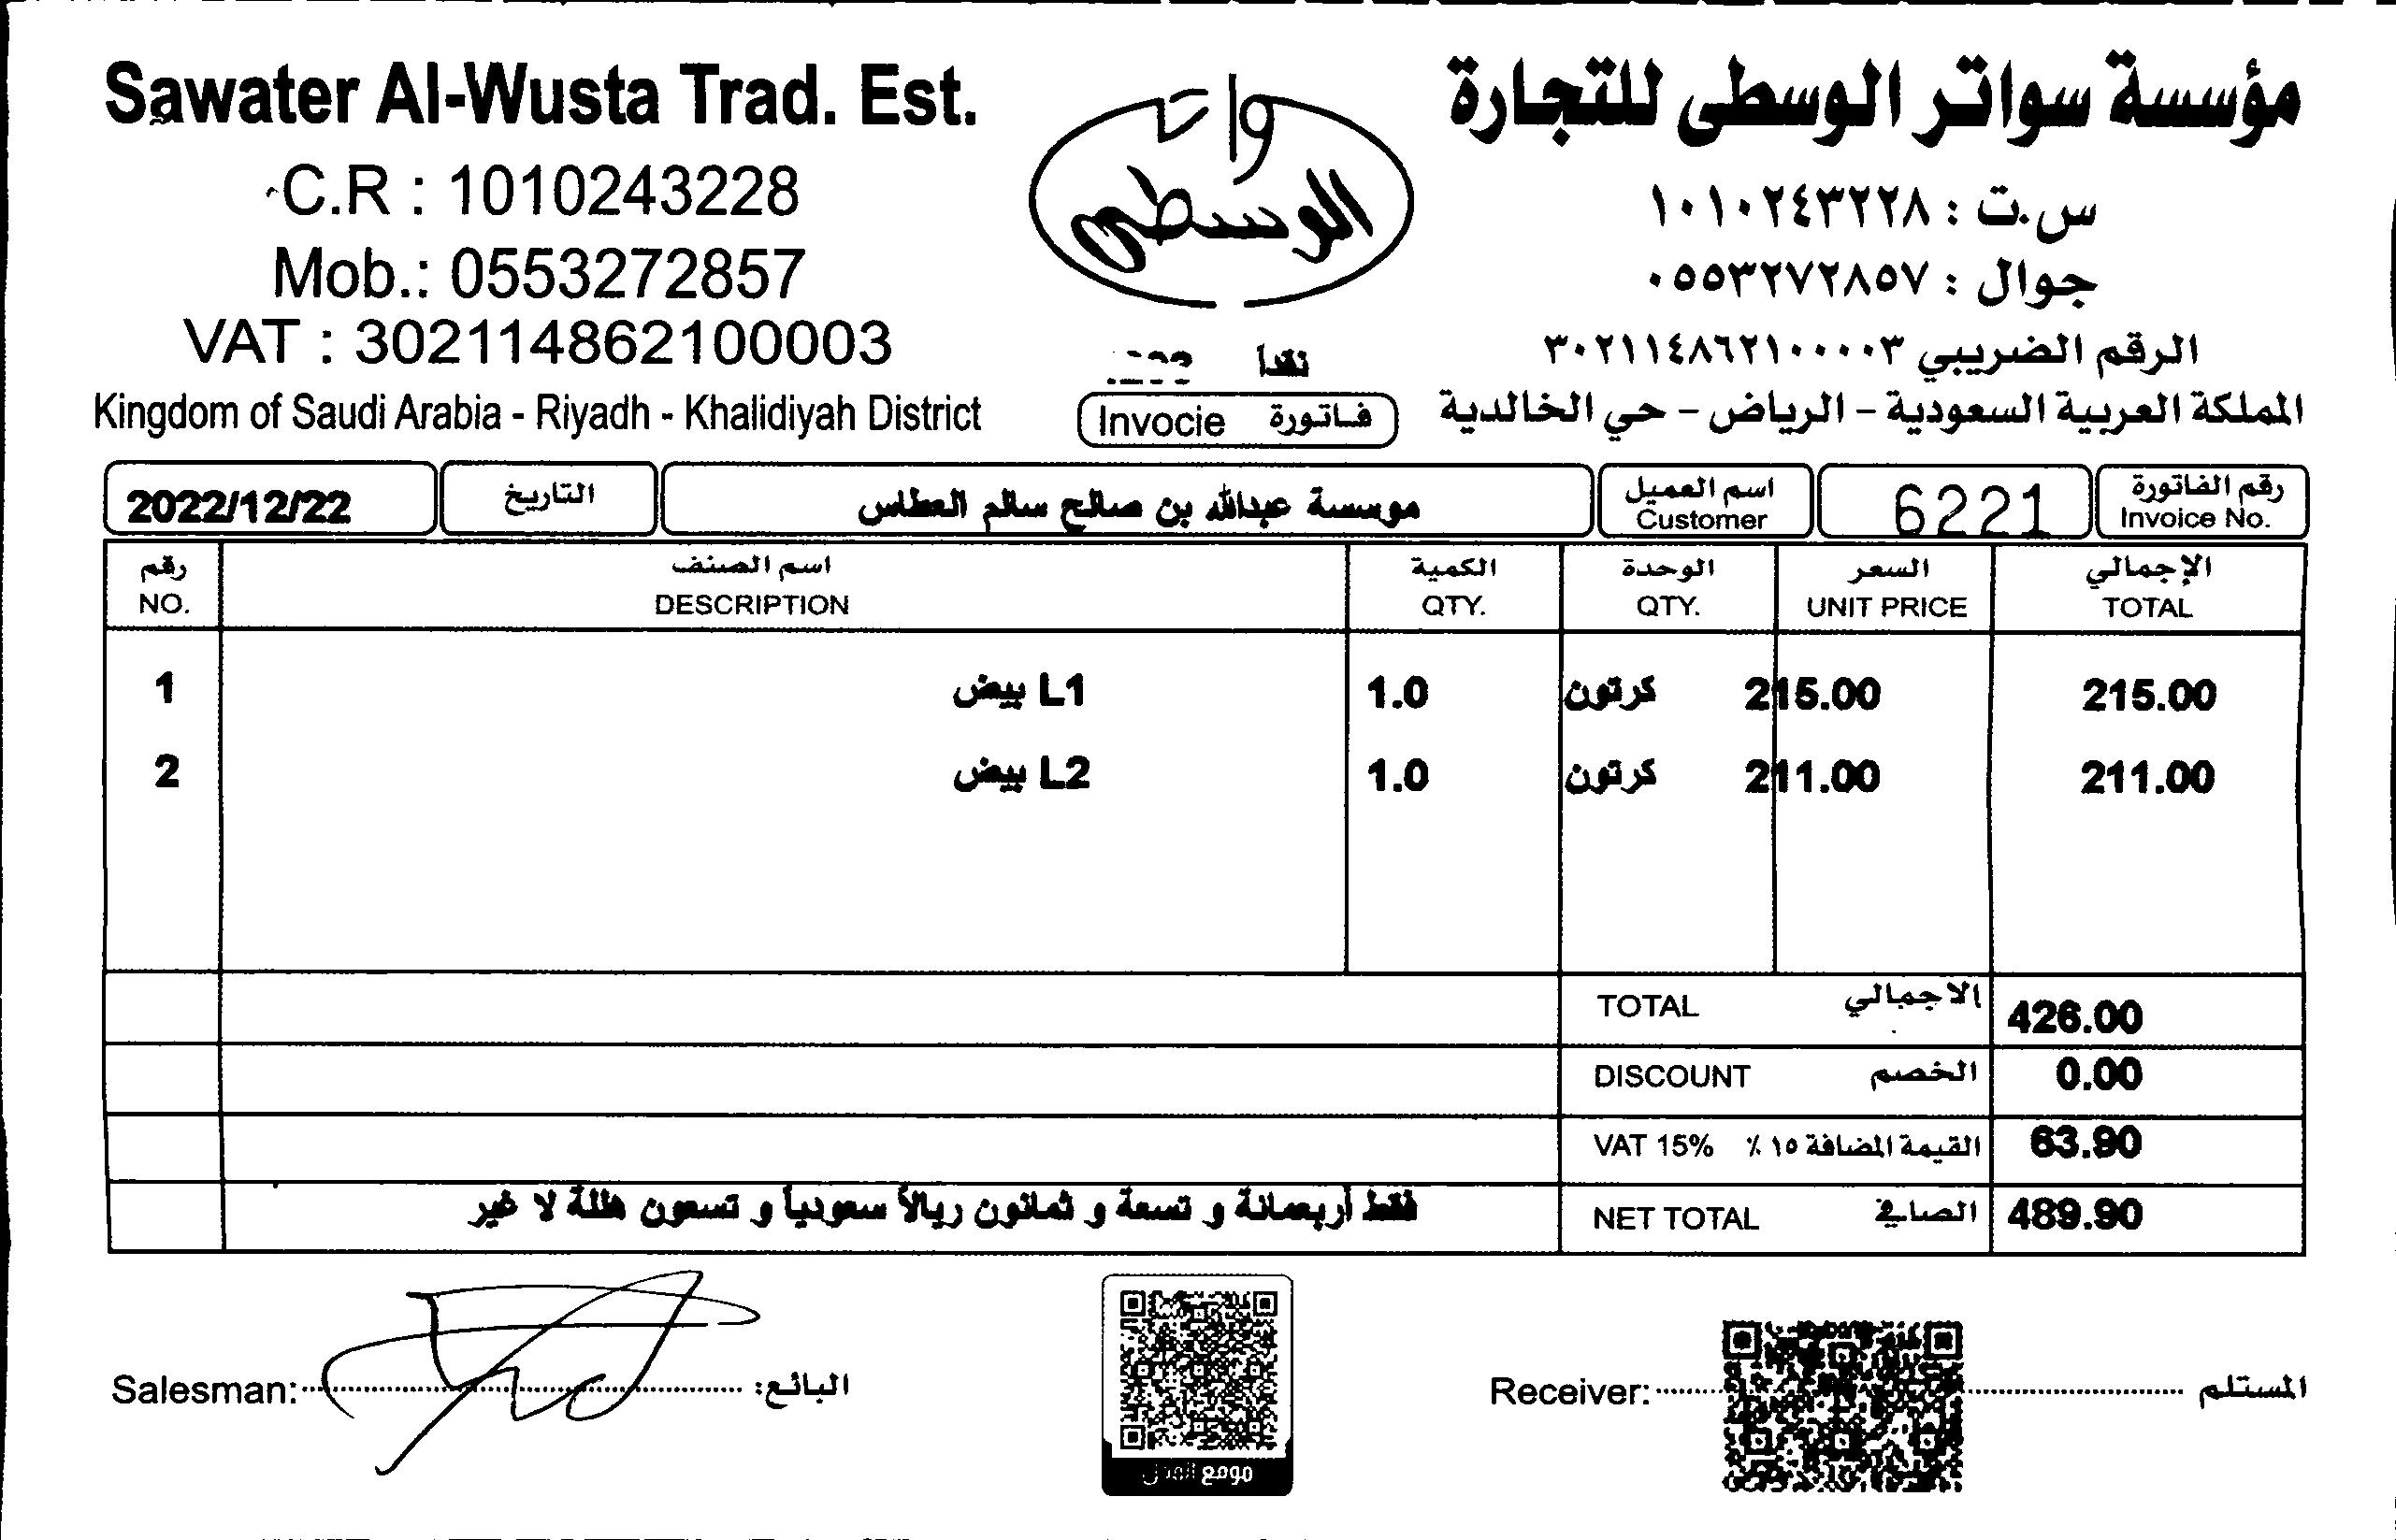 Sawater Al-Wusta Trad. Est.
C.R : 1010243228
Mob.: 0553272857
VAT : 302114862100003
Kingdom of Saudi Arabia - Riyadh - Khalidiyah District
الوسطى
نقداً
Invocie فاتورة
مؤسسة سواتر الوسطى للتجارة
س.ت : ١٠١٠٢٤٣٢٢٨
جوال : ٠٥٥٣٢٧٢٨٥٧
الرقم الضريبي ٣٠٢١١٤٨٦٢١٠٠٠٠٣
المملكة العربية السعودية - الرياض - حي الخالدية
رقم الفاتورة 6221 اسم العميل موسسة عبدالله بن صالح سالم العطاس التاريخ 2022/12/22
Invoice No. Customer
رقم اسم الصنف الكمية الوحدة السعر الإجمالي
NO. DESCRIPTION QTY. QTY. UNIT PRICE TOTAL
1 بيض L1 1.0 كرتون 215.00 215.00
2 بيض L2 1.0 كرتون 211.00 211.00
TOTAL الاجمالي 426.00
DISCOUNT الخصم 0.00
VAT 15% القيمة المضافة ١٥ ٪ 63.90
فقط أربعمائة و تسعة و ثمانون ريالاً سعودياً و تسعون هللة لا غير NET TOTAL الصافي 489.90
Salesman: البائع:
موقع
Receiver: المستلم